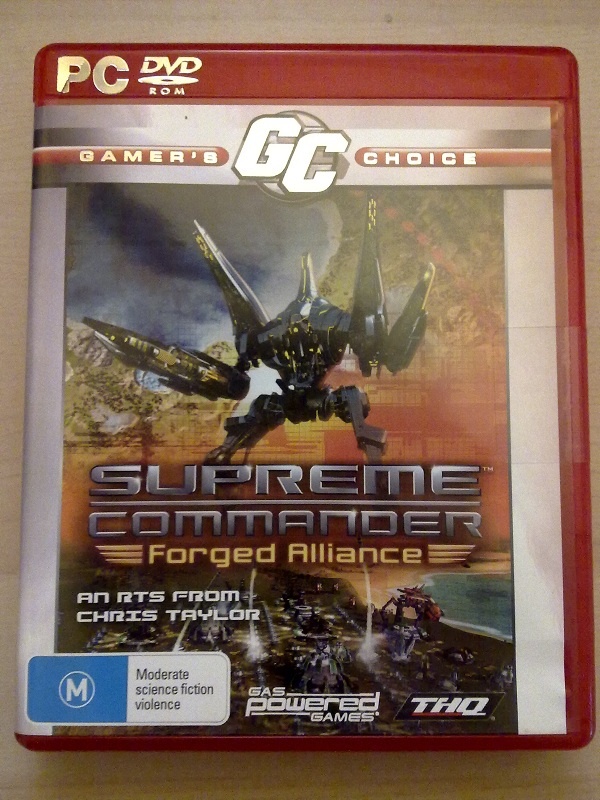 PC DVD
ROM
GAMER'S GC CHOICE
SUPREME™
COMMANDER
Forged Alliance
AN RTS FROM
CHRIS TAYLOR
M
Moderate
science fiction
violence
GAS
powered
GAMES
THQ